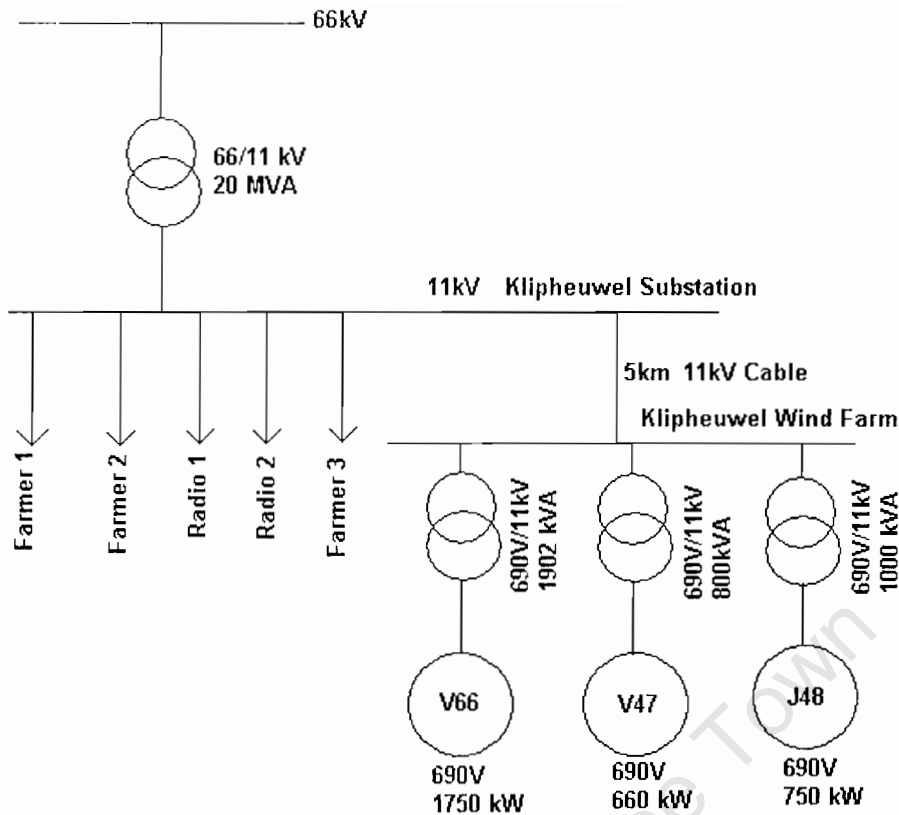 66kV
66/11 kV
20 MVA
11kV Klipheuwel Substation
5km 11kV Cable
Klipheuwel Wind Farm
Farmer 1
Farmer 2
Radio 1
Radio 2
Farmer 3
690V/11kV
1902 kVA
690V/11kV
800kVA
690V/11kV
1000 kVA
V66
V47
J48
690V
1750 kW
690V
660 kW
690V
750 kW
Town